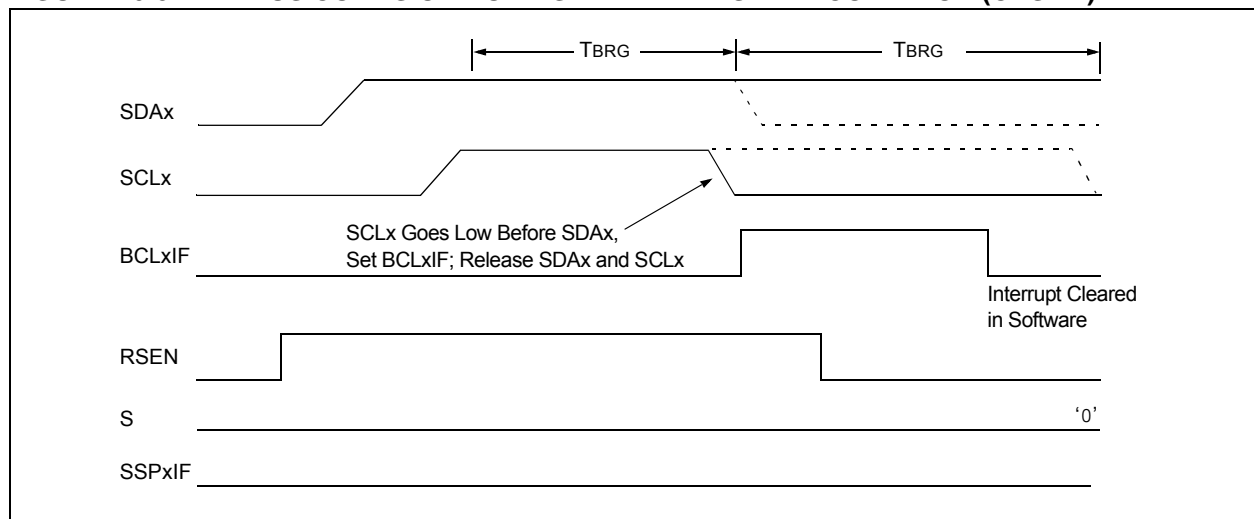 TBRG
TBRG
SDAx
SCLx
SCLx Goes Low Before SDAx,
Set BCLxIF; Release SDAx and SCLx
BCLxIF
Interrupt Cleared
in Software
RSEN
S
'0'
SSPxIF